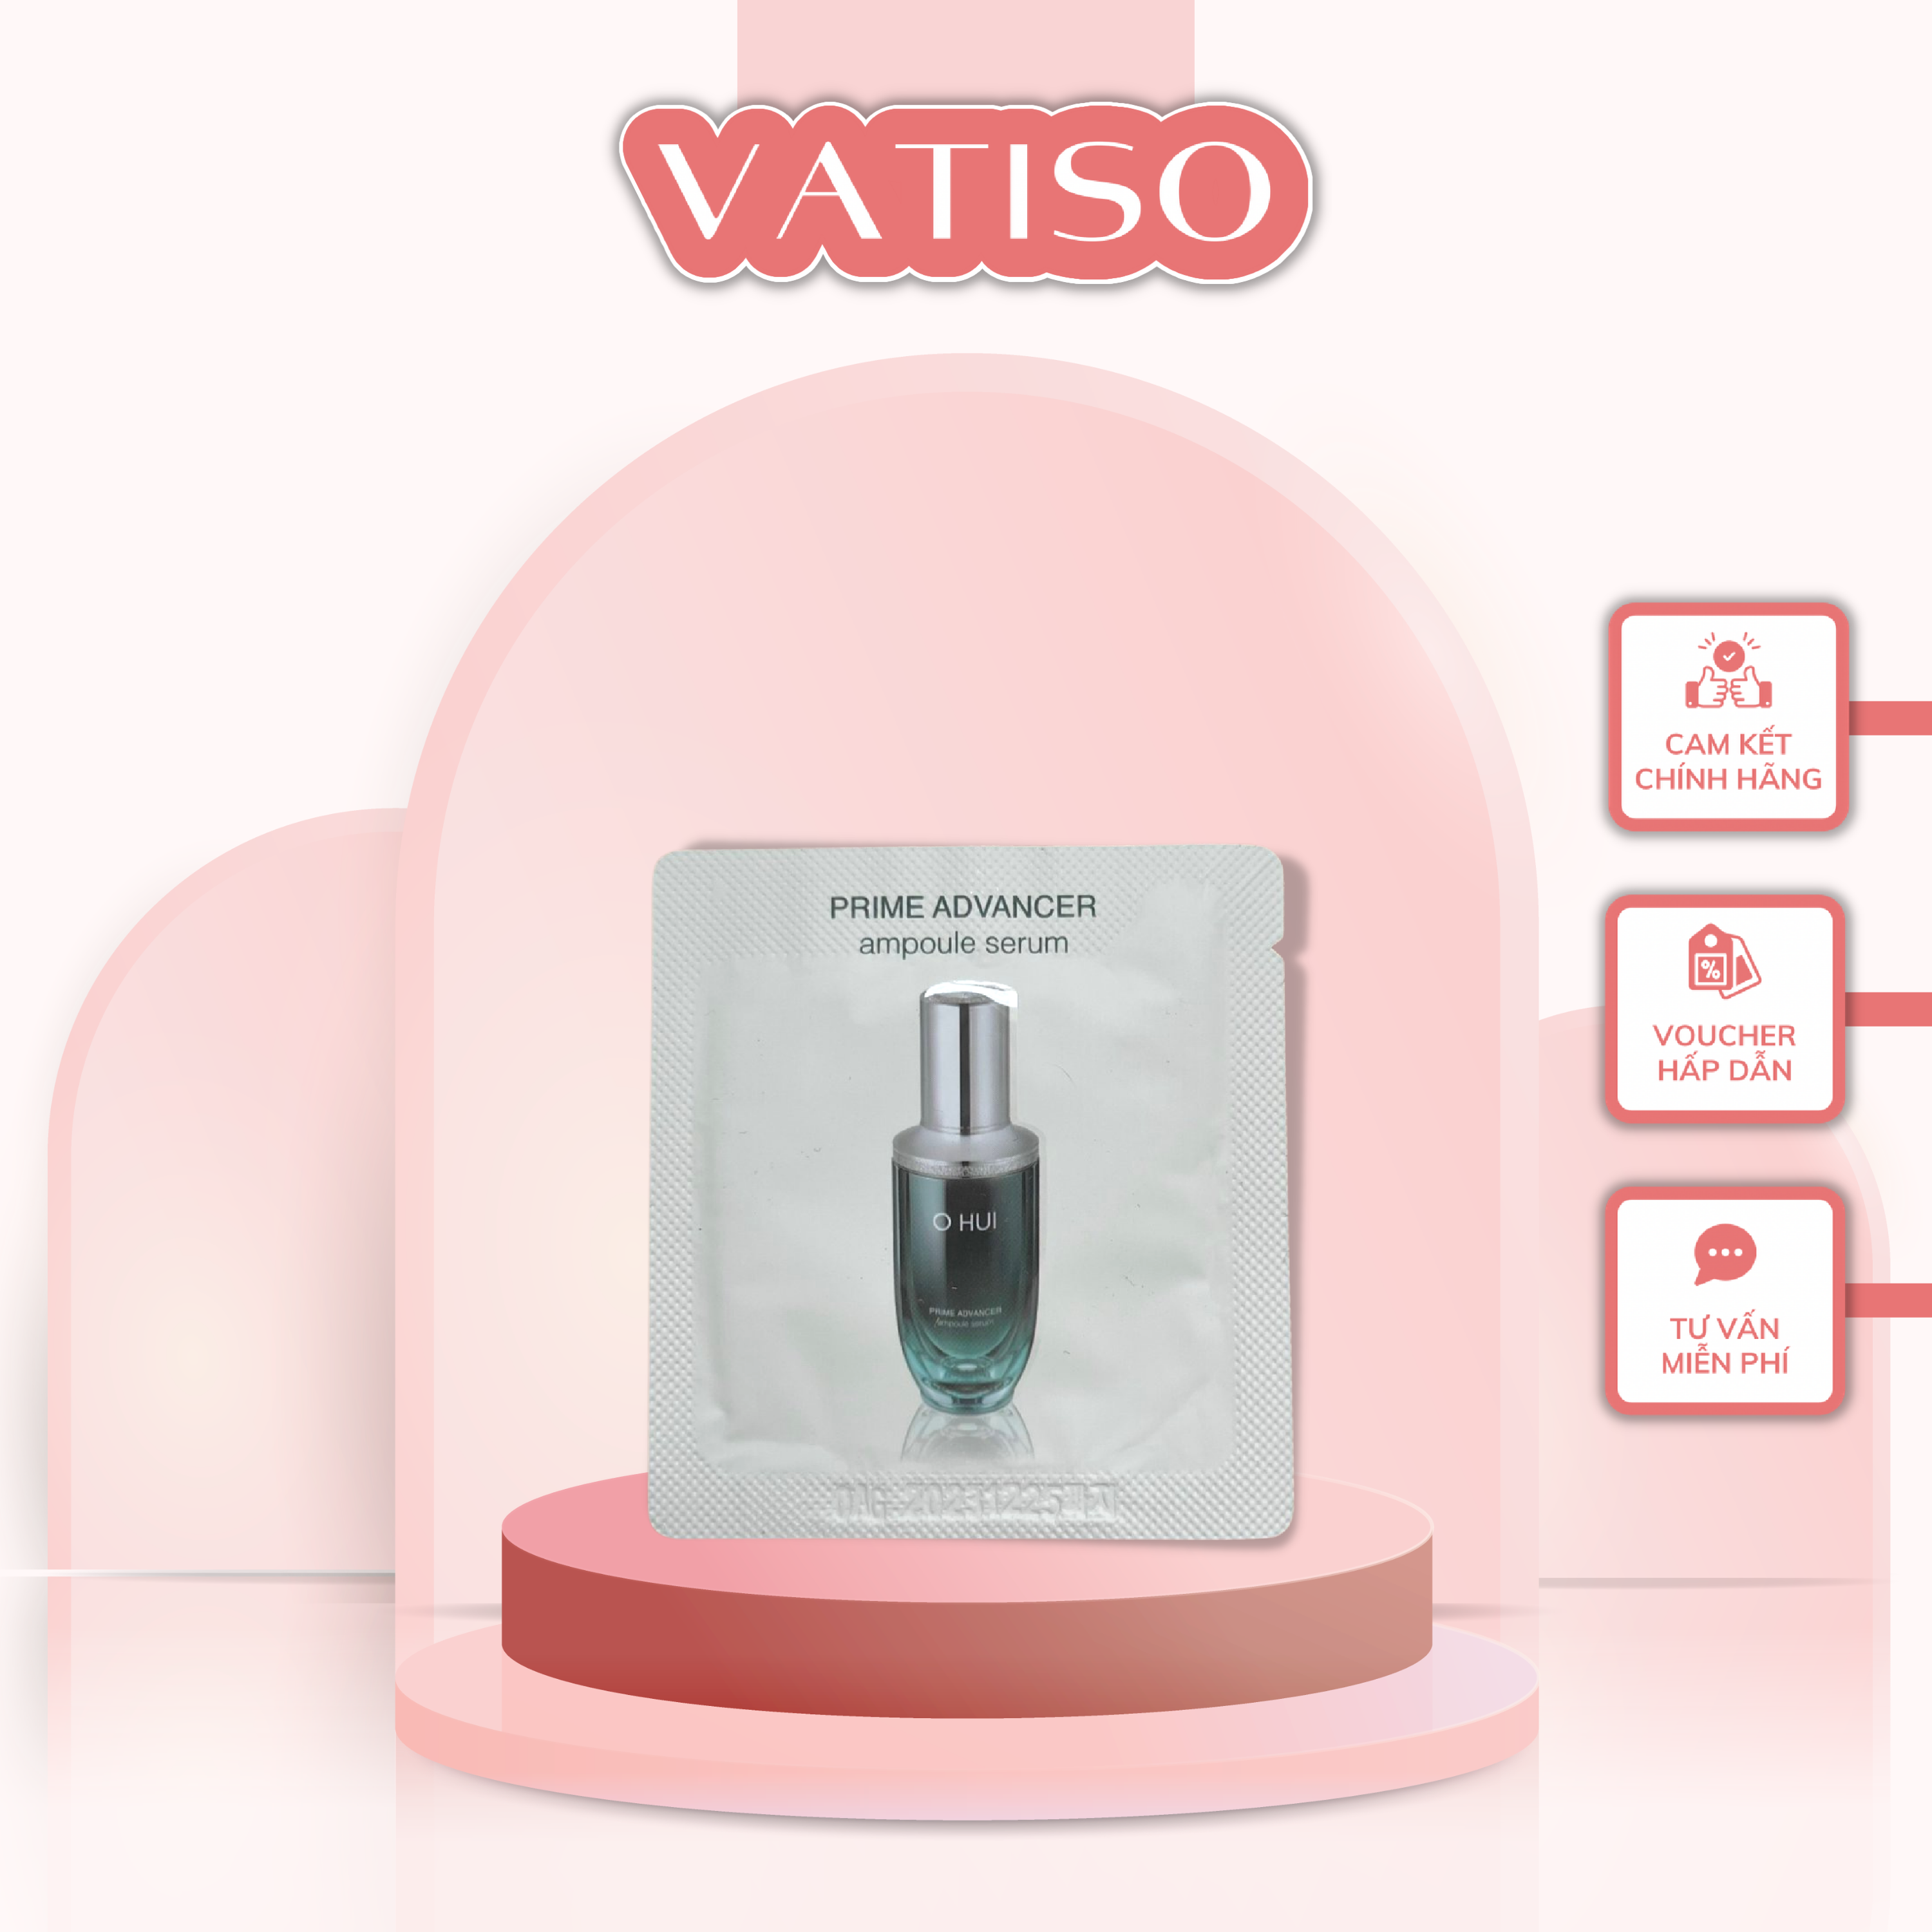 VATISO
CAM KẾT
CHÍNH HÃNG
PRIME ADVANCER
ampoule serum
VOUCHER
HẤP DẪN
O HUI
PRIME ADVANCER
ampoule serum
TƯ VẤN
MIỄN PHÍ